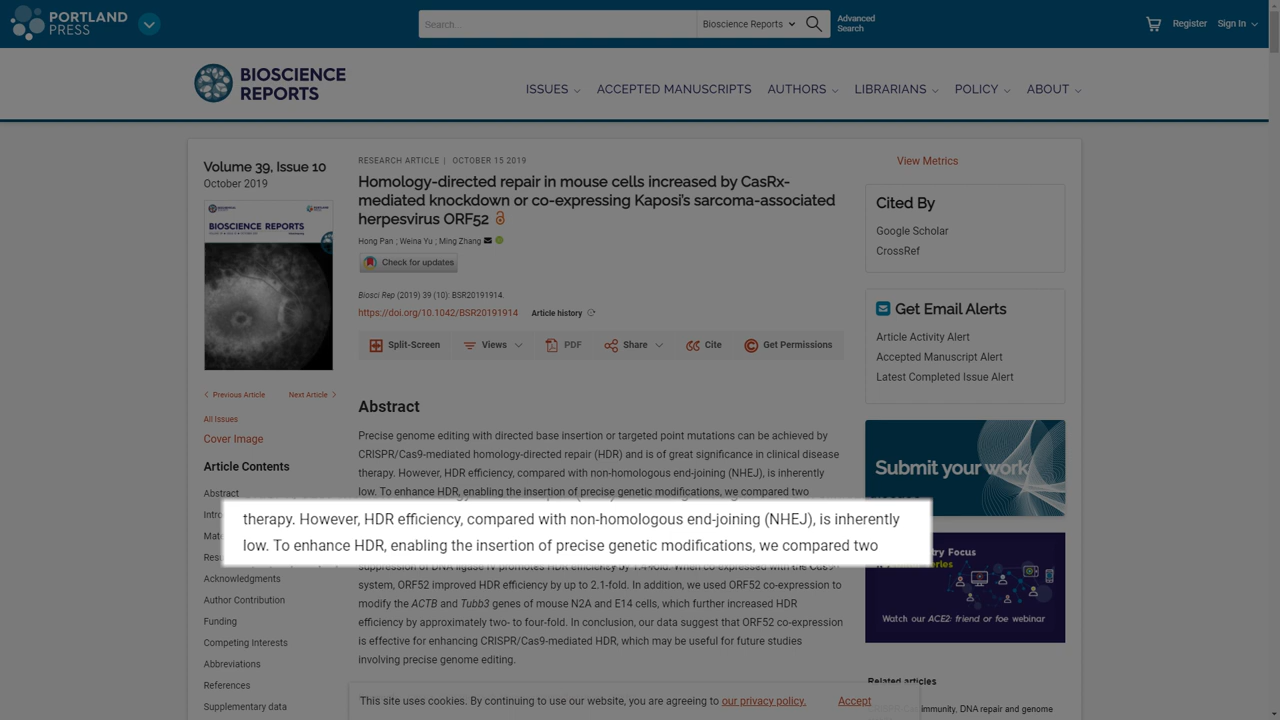 PORTLAND
PRESS
Search...
Bioscience Reports
Advanced
Search
Register
Sign In
BIOSCIENCE
REPORTS
ISSUES
ACCEPTED MANUSCRIPTS
AUTHORS
LIBRARIANS
POLICY
ABOUT
Volume 39, Issue 10
October 2019
BIOSCIENCE REPORTS
Previous Article
Next Article
All Issues
Cover Image
Article Contents
Abstract
Acknowledgments
Author Contribution
Funding
Competing Interests
Abbreviations
References
Supplementary data
RESEARCH ARTICLE | OCTOBER 15 2019
Homology-directed repair in mouse cells increased by CasRx-
mediated knockdown or co-expressing Kaposi's sarcoma-associated
herpesvirus ORF52
Hong Pan ; Weina Yu ; Ming Zhang
Check for updates
Biosci Rep (2019) 39 (10): BSR20191914.
https://doi.org/10.1042/BSR20191914
Article history
Split-Screen
Views
PDF
Share
Cite
Get Permissions
Abstract
Precise genome editing with directed base insertion or targeted point mutations can be achieved by
CRISPR/Cas9-mediated homology-directed repair (HDR) and is of great significance in clinical disease
therapy. However, HDR efficiency, compared with non-homologous end-joining (NHEJ), is inherently
low. To enhance HDR, enabling the insertion of precise genetic modifications, we compared two
therapy. However, HDR efficiency, compared with non-homologous end-joining (NHEJ), is inherently
low. To enhance HDR, enabling the insertion of precise genetic modifications, we compared two
system, ORF52 improved HDR efficiency by up to 2.1-fold. In addition, we used ORF52 co-expression to
modify the ACTB and Tubb3 genes of mouse N2A and E14 cells, which further increased HDR
efficiency by approximately two- to four-fold. In conclusion, our data suggest that ORF52 co-expression
is effective for enhancing CRISPR/Cas9-mediated HDR, which may be useful for future studies
involving precise genome editing.
View Metrics
Cited By
Google Scholar
CrossRef
Get Email Alerts
Article Activity Alert
Accepted Manuscript Alert
Latest Completed Issue Alert
Submit your work
Focus
Watch our ACE2: friend or foe webinar
Related articles
immunity, DNA repair and genome
This site uses cookies. By continuing to use our website, you are agreeing to our privacy policy.
Accept